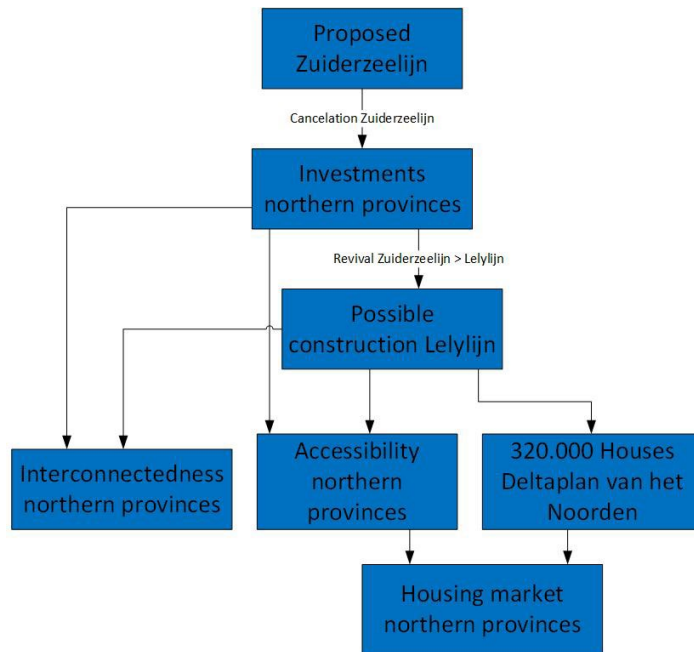 Proposed
Zuiderzeelijn
Cancelation Zuiderzeelijn
Investments
northern provinces
Revival Zuiderzeelijn > Lelylijn
Possible
construction Lelylijn
Interconnectedness
northern provinces
Accessibility
northern
provinces
320.000 Houses
Deltaplan van het
Noorden
Housing market
northern provinces